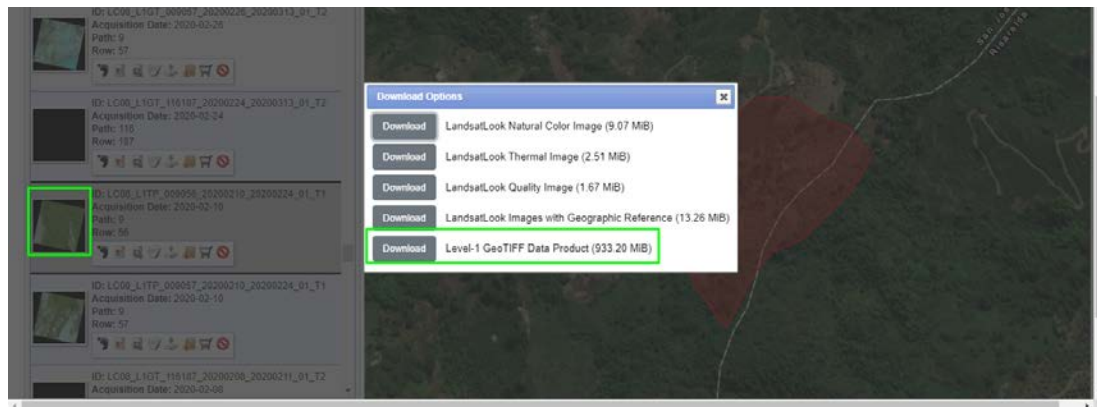 ID: LC08_L1GT_009057_20200226_20200313_01_T2
Acquisition Date: 2020-02-26
Path: 9
Row: 57
ID: LC08_L1GT_116187_20200224_20200313_01_T2
Acquisition Date: 2020-02-24
Path: 116
Row: 187
ID: LC08_L1TP_009056_20200210_20200224_01_T1
Acquisition Date: 2020-02-10
Path: 9
Row: 56
ID: LC08_L1TP_009057_20200210_20200224_01_T1
Acquisition Date: 2020-02-10
Path: 9
Row: 57
ID: LC08_L1GT_116187_20200208_20200211_01_T2
Acquisition Date: 2020-02-08
Download Options
Download LandsatLook Natural Color Image (9.07 MiB)
Download LandsatLook Thermal Image (2.51 MiB)
Download LandsatLook Quality Image (1.67 MiB)
Download LandsatLook Images with Geographic Reference (13.26 MiB)
Download Level-1 GeoTIFF Data Product (933.20 MiB)
Risaralda